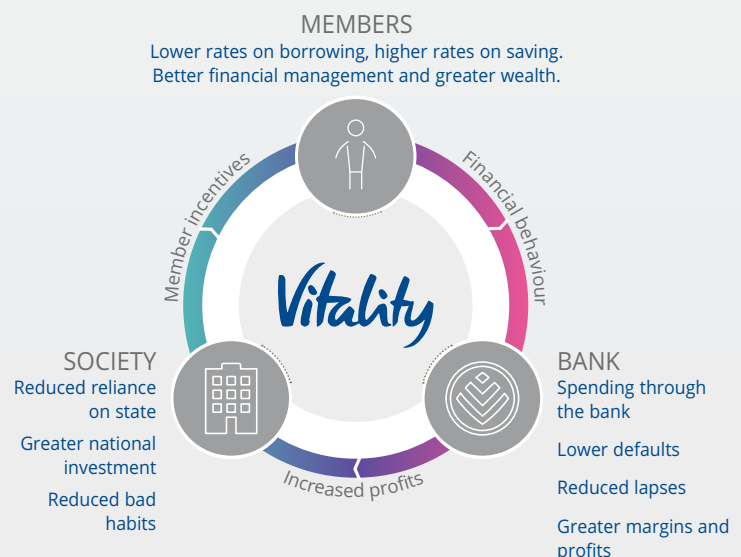 MEMBERS
Lower rates on borrowing, higher rates on saving.
Better financial management and greater wealth.
Member incentives
Financial behaviour
Vitality
SOCIETY
Reduced reliance
on state
Greater national
investment
Reduced bad
habits
BANK
Spending through
the bank
Lower defaults
Reduced lapses
Greater margins and
profits
Increased profits